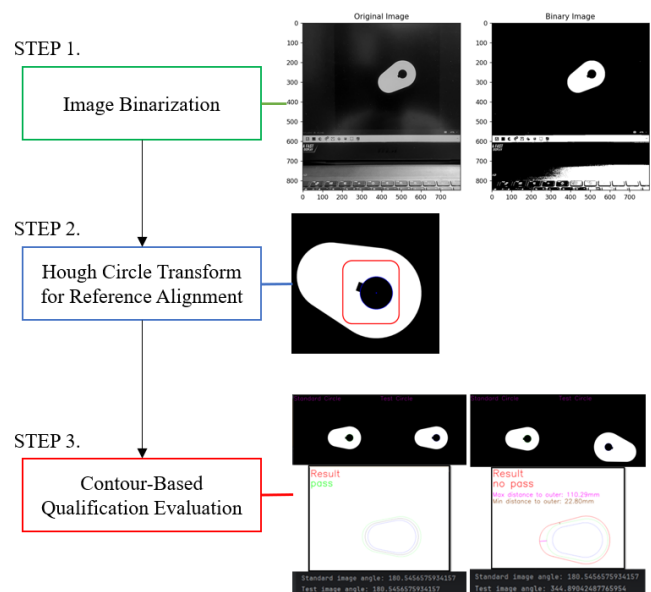 STEP 1.
Image Binarization
Original Image
0
100
200
300
400
500
600
700
800
0 100 200 300 400 500 600 700
Binary Image
0
100
200
300
400
500
600
700
800
0 100 200 300 400 500 600 700
STEP 2.
Hough Circle Transform
for Reference Alignment
STEP 3.
Contour-Based
Qualification Evaluation
Standard Circle Test Circle
Result
pass
Standard image angle: 180.5456575934157
Test image angle: 180.5456575934157
Standard Circle Test Circle
Result
no pass
Max distance to outer: 110.29mm
Min distance to outer: 22.80mm
Standard image angle: 180.5456575934157
Test image angle: 344.89042487765954